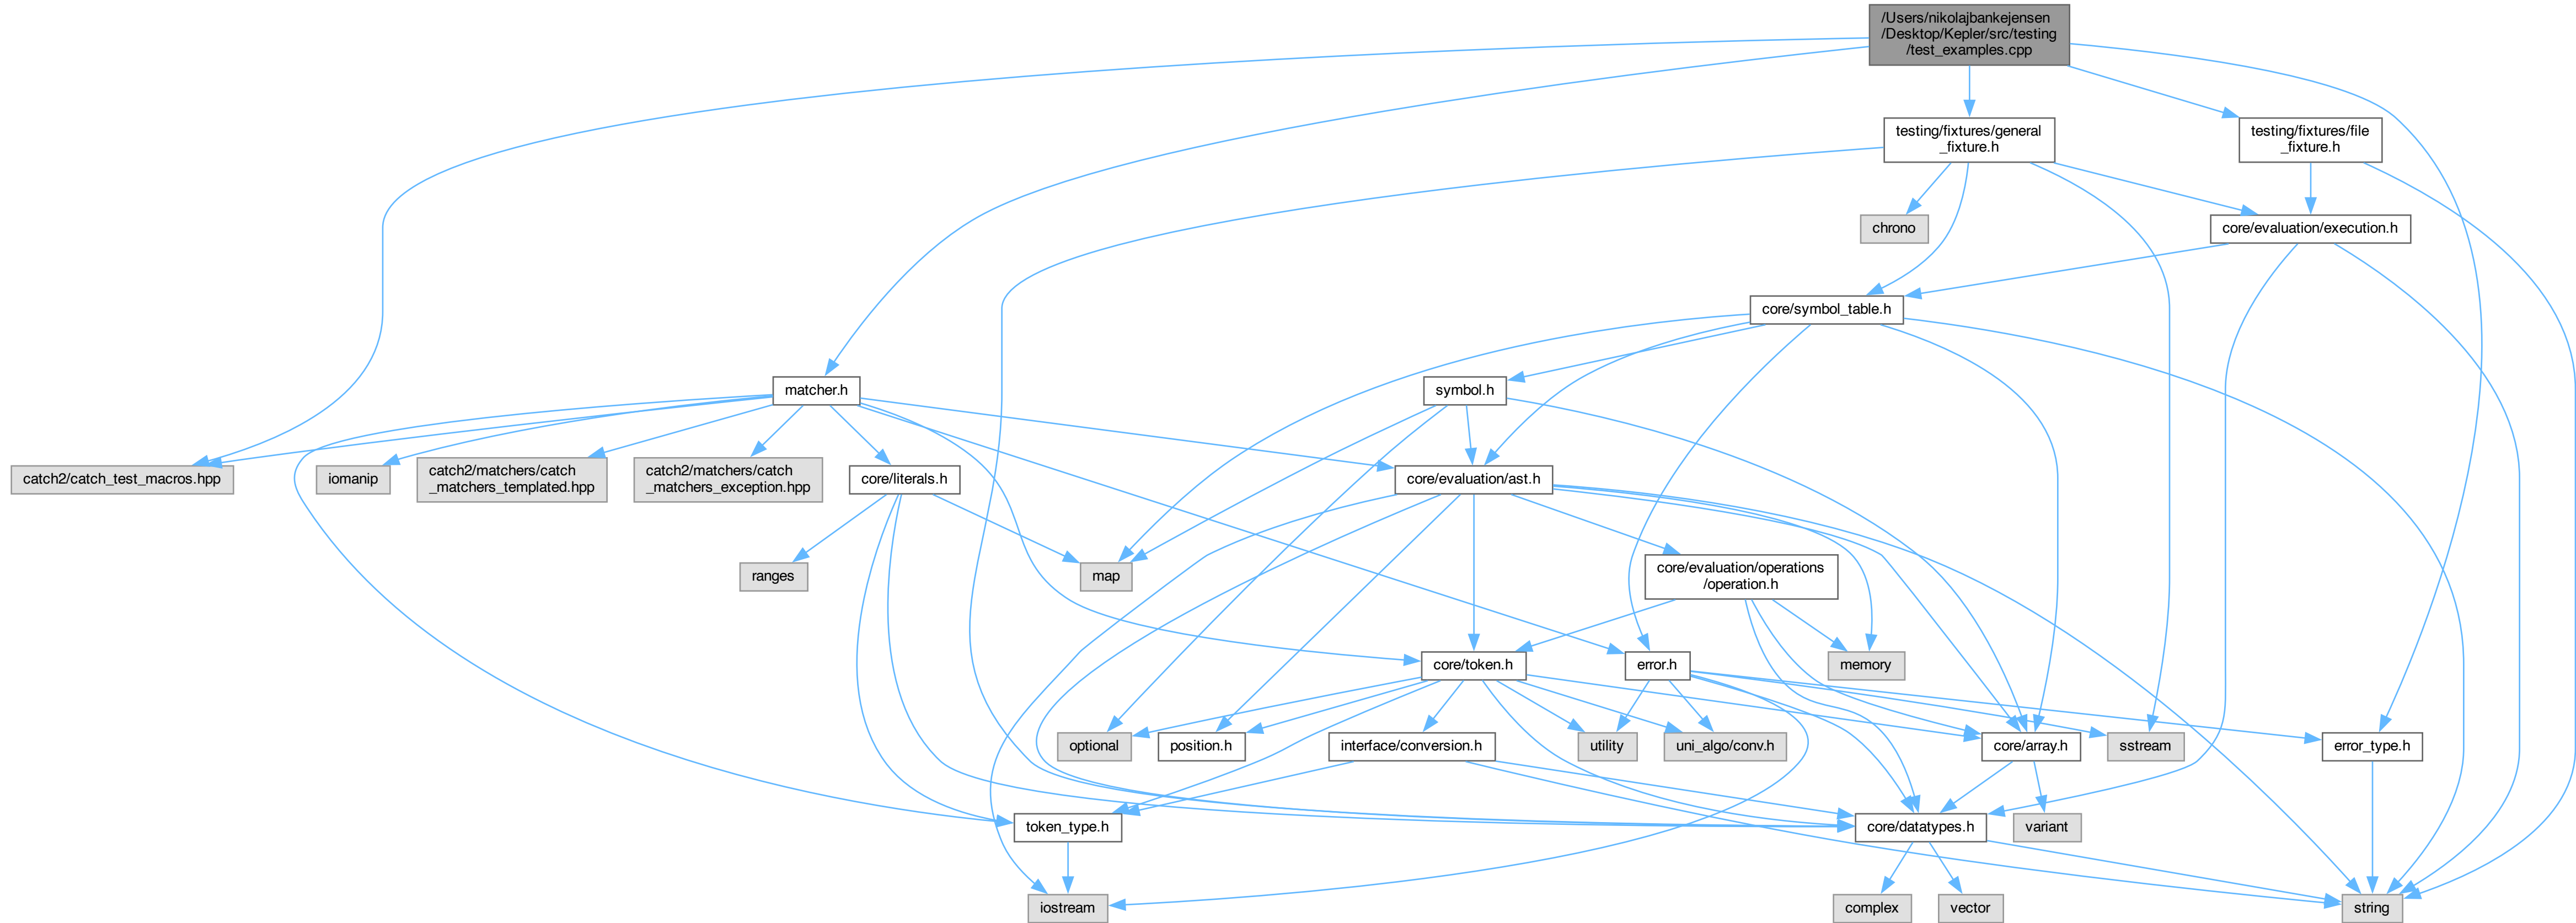 /Users/nikolajbankejensen
/Desktop/Kepler/src/testing
/test_examples.cpp
testing/fixtures/general
_fixture.h
testing/fixtures/file
_fixture.h
chrono
core/evaluation/execution.h
core/symbol_table.h
matcher.h
symbol.h
catch2/catch_test_macros.hpp
iomanip
catch2/matchers/catch
_matchers_templated.hpp
catch2/matchers/catch
_matchers_exception.hpp
core/literals.h
core/evaluation/ast.h
ranges
map
core/evaluation/operations
/operation.h
core/token.h
error.h
memory
optional
position.h
interface/conversion.h
utility
uni_algo/conv.h
core/array.h
sstream
error_type.h
token_type.h
core/datatypes.h
variant
iostream
complex
vector
string